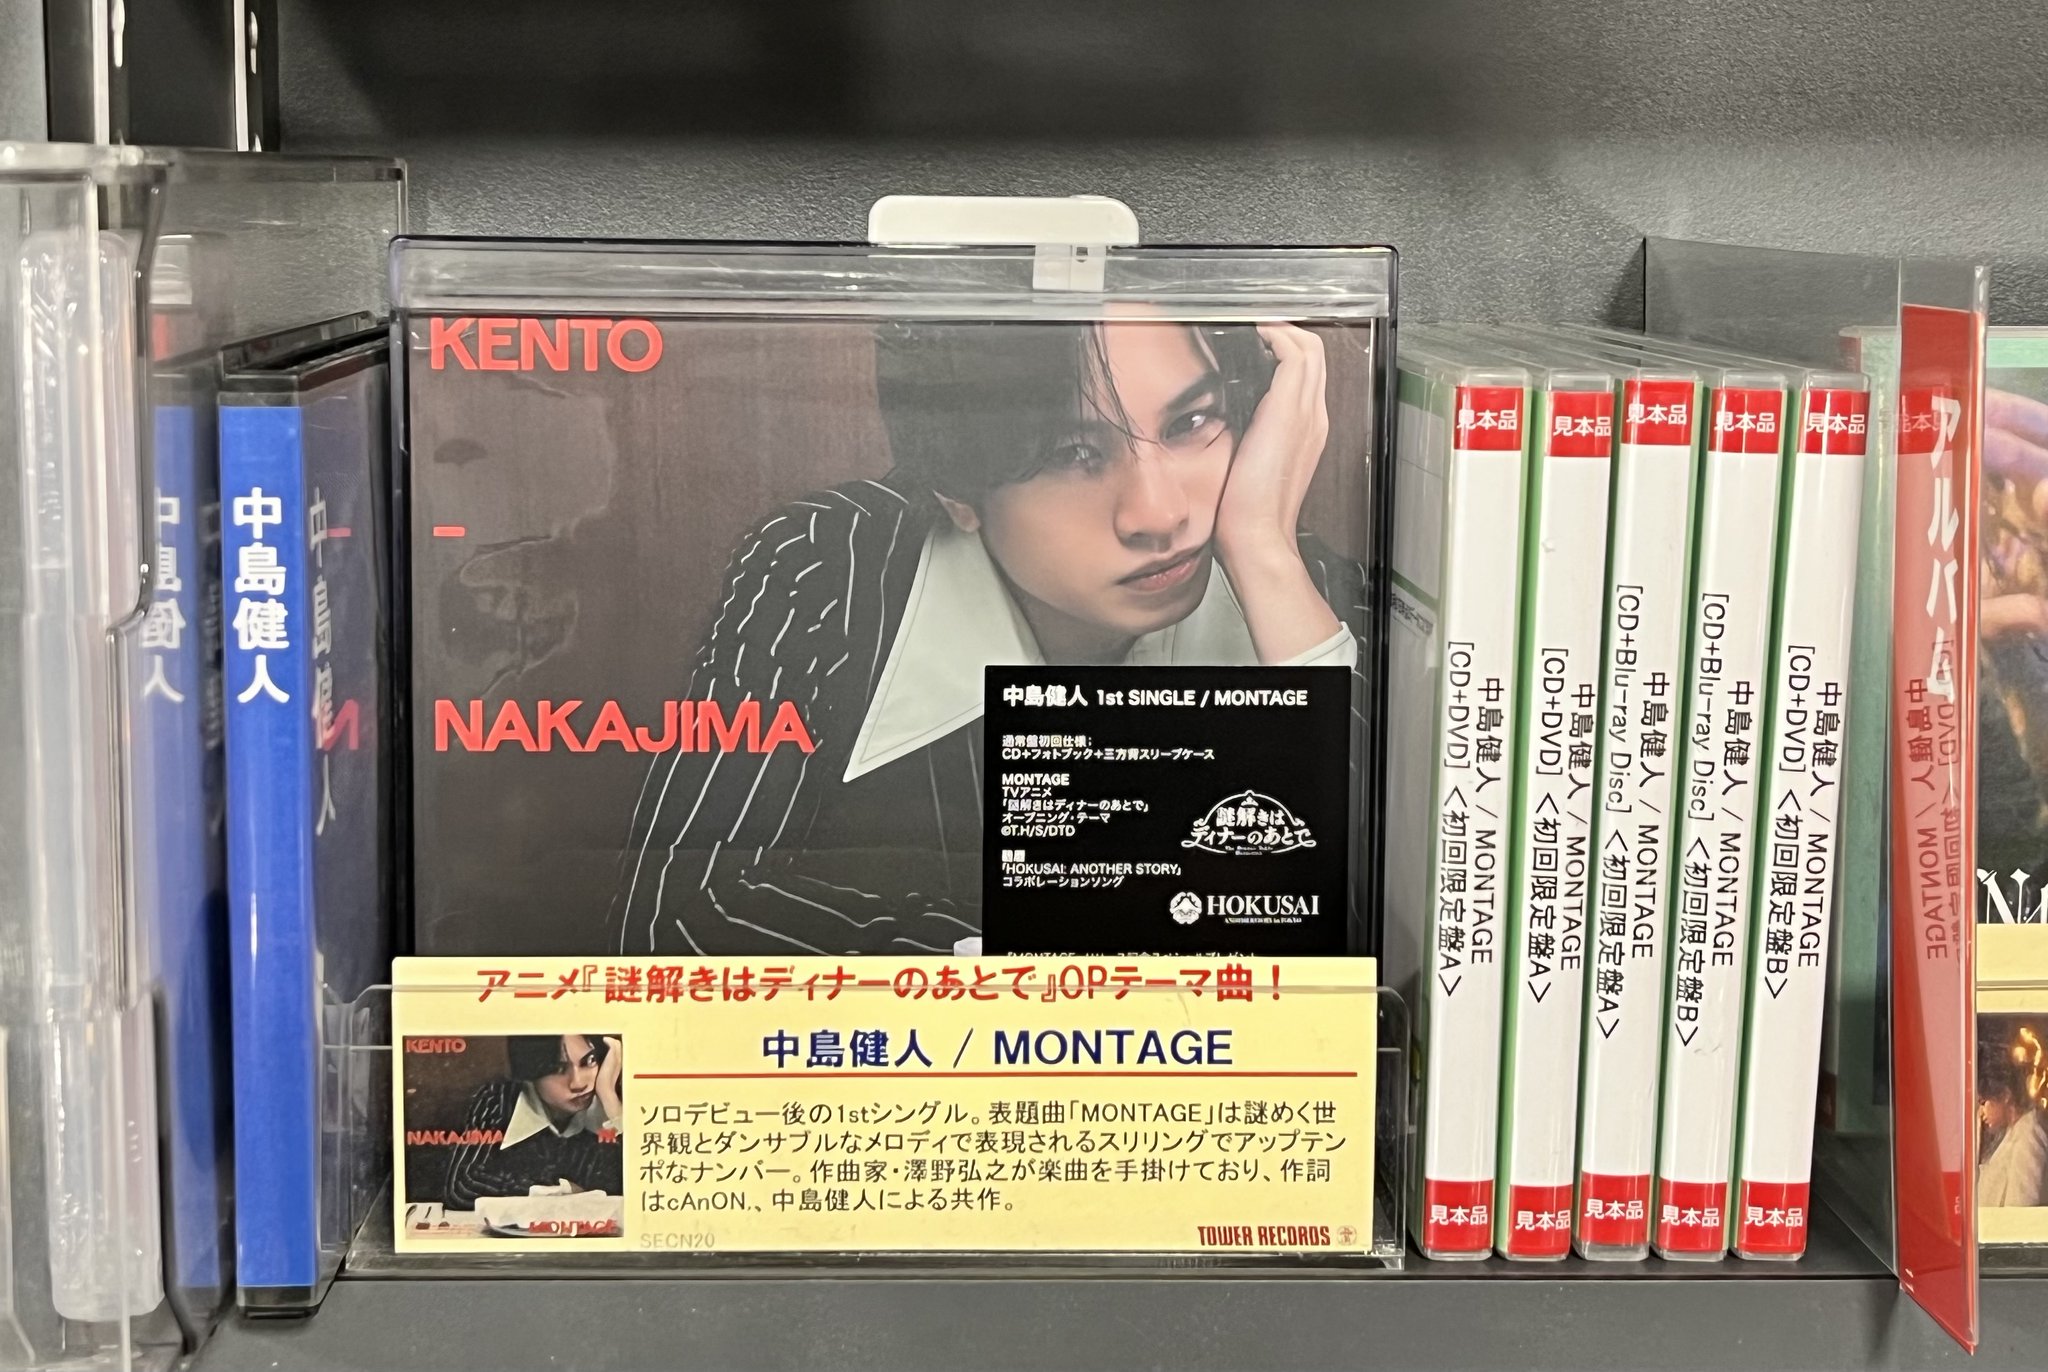 中島健人
中島健人
KENTO
-
NAKAJIMA
中島健人 1st SINGLE / MONTAGE
通常盤初回仕様：
CD+フォトブック+三方背スリーブケース
MONTAGE
TVアニメ
「謎解きはディナーのあとで」
オープニング・テーマ
©T.H/S/DTD
謎解きは
ディナーのあとで
「HOKUSAI: ANOTHER STORY」
コラボレーションソング
HOKUSAI
アニメ『謎解きはディナーのあとで』OPテーマ曲！
中島健人 / MONTAGE
KENTO
NAKAJIMA
MONTAGE
ソロデビュー後の1stシングル。表題曲「MONTAGE」は謎めく世
界観とダンサブルなメロディで表現されるスリリングでアップテン
ポなナンバー。作曲家・澤野弘之が楽曲を手掛けており、作詞
はcAnON.、中島健人による共作。
SECN20
TOWER RECORDS
見本品
中島健人 / MONTAGE
[CD+DVD] <初回限定盤A>
見本品
見本品
中島健人 / MONTAGE
[CD+DVD] <初回限定盤A>
見本品
見本品
中島健人 / MONTAGE
[CD+Blu-ray Disc] <初回限定盤A>
見本品
見本品
中島健人 / MONTAGE
[CD+Blu-ray Disc] <初回限定盤B>
見本品
見本品
中島健人 / MONTAGE
[CD+DVD] <初回限定盤B>
見本品
アルバム